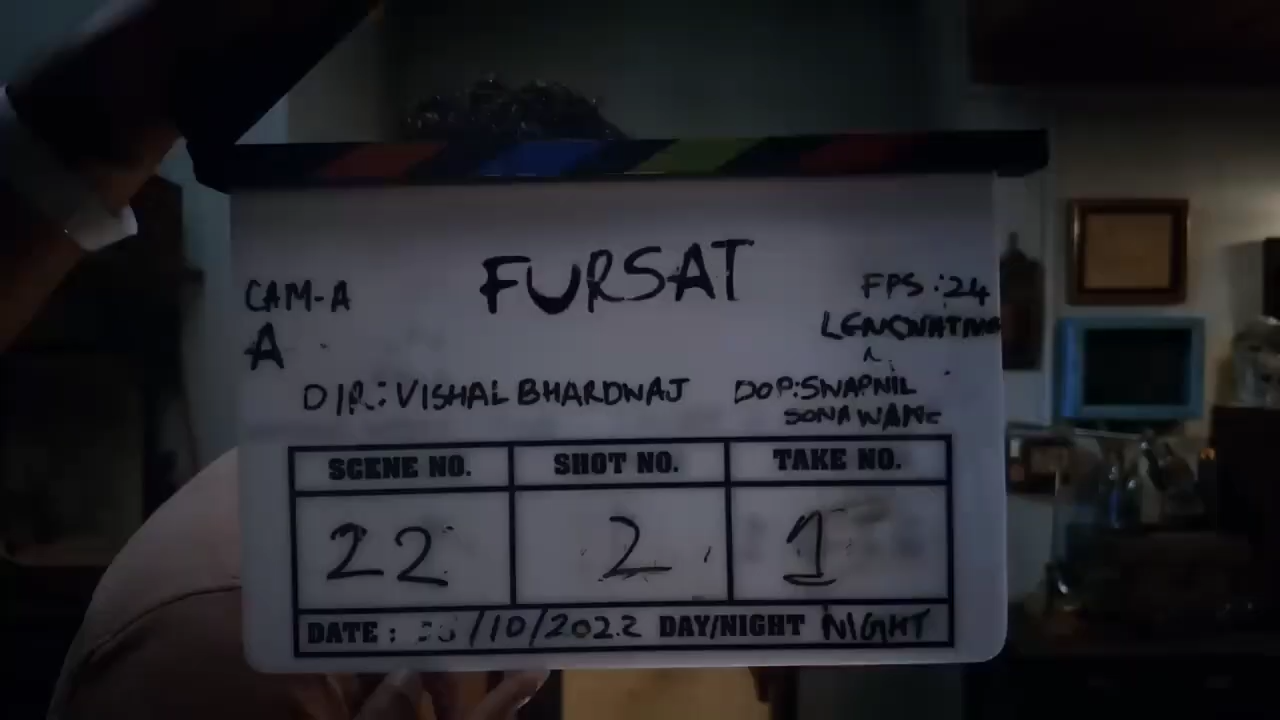 FURSAT
CAM-A
A
FPS:24
DIR: VISHAL BHARDWAJ
DOP:SWAPNIL
SONAWANE
SCENE NO. SHOT NO. TAKE NO.
22 2 1
DATE: /10/2022 DAY/NIGHT NIGHT